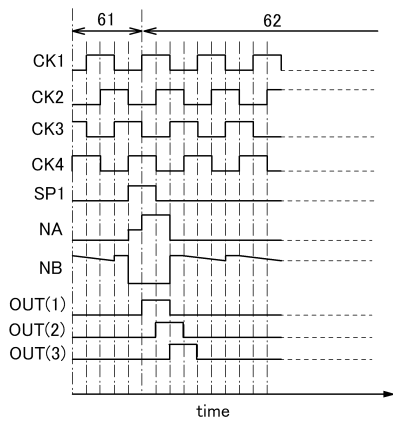 61 62
CK1
CK2
CK3
CK4
SP1
NA
NB
OUT(1)
OUT(2)
OUT(3)
time